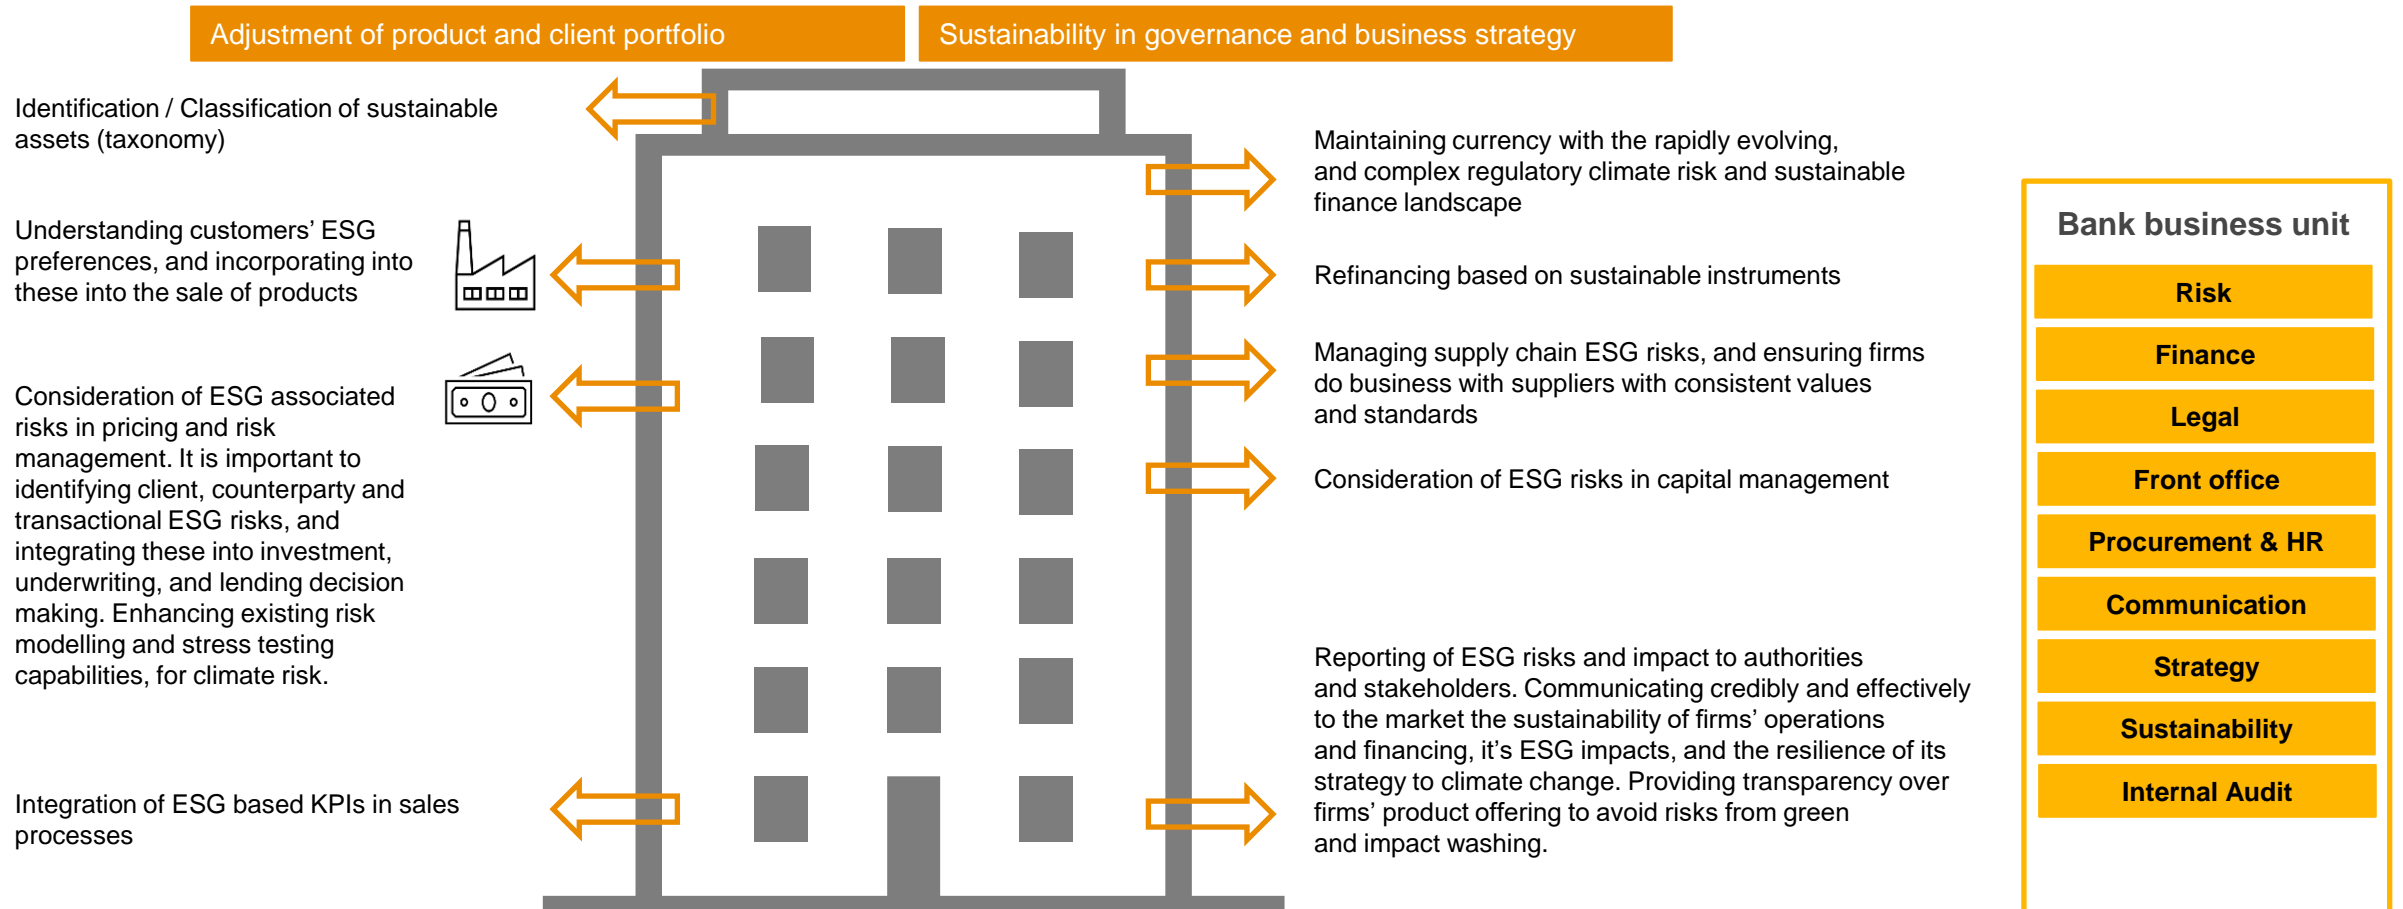 Adjustment of product and client portfolio
Sustainability in governance and business strategy
Identification / Classification of sustainable
assets (taxonomy)
Understanding customers’ ESG
preferences, and incorporating into
these into the sale of products
Consideration of ESG associated
risks in pricing and risk
management. It is important to
identifying client, counterparty and
transactional ESG risks, and
integrating these into investment,
underwriting, and lending decision
making. Enhancing existing risk
modelling and stress testing
capabilities, for climate risk.
Integration of ESG based KPIs in sales
processes
Maintaining currency with the rapidly evolving,
and complex regulatory climate risk and sustainable
finance landscape
Refinancing based on sustainable instruments
Managing supply chain ESG risks, and ensuring firms
do business with suppliers with consistent values
and standards
Consideration of ESG risks in capital management
Reporting of ESG risks and impact to authorities
and stakeholders. Communicating credibly and effectively
to the market the sustainability of firms’ operations
and financing, it’s ESG impacts, and the resilience of its
strategy to climate change. Providing transparency over
firms’ product offering to avoid risks from green
and impact washing.
Bank business unit
Risk
Finance
Legal
Front office
Procurement & HR
Communication
Strategy
Sustainability
Internal Audit